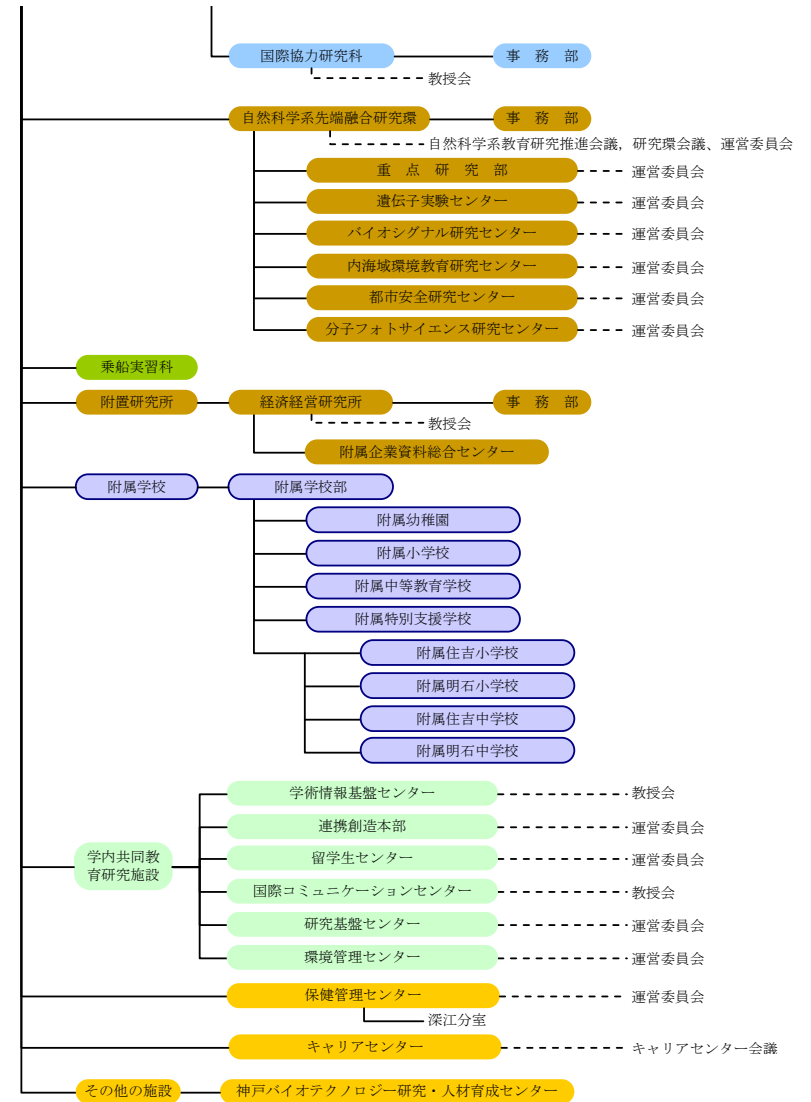 国際協力研究科　事　務　部
教授会
自然科学系先端融合研究環　事　務　部
自然科学系教育研究推進会議，研究環会議、運営委員会
重　点　研　究　部　運営委員会
遺伝子実験センター　運営委員会
バイオシグナル研究センター　運営委員会
内海域環境教育研究センター　運営委員会
都市安全研究センター　運営委員会
分子フォトサイエンス研究センター　運営委員会
乗船実習科
附置研究所　経済経営研究所　事　務　部
教授会
附属企業資料総合センター
附属学校　附属学校部
附属幼稚園
附属小学校
附属中等教育学校
附属特別支援学校
附属住吉小学校
附属明石小学校
附属住吉中学校
附属明石中学校
学内共同教
育研究施設
学術情報基盤センター　教授会
連携創造本部　運営委員会
留学生センター　運営委員会
国際コミュニケーションセンター　教授会
研究基盤センター　運営委員会
環境管理センター　運営委員会
保健管理センター　運営委員会
深江分室
キャリアセンター　キャリアセンター会議
その他の施設　神戸バイオテクノロジー研究・人材育成センター